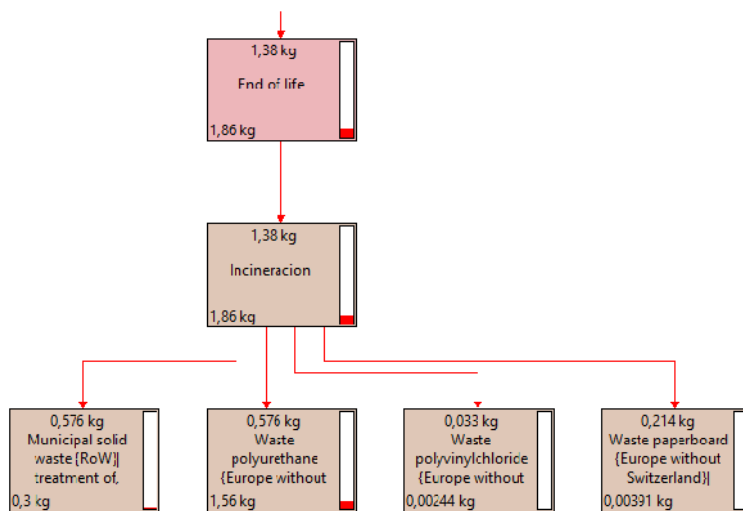 1,38 kg
End of life
1,86 kg
1,38 kg
Incineracion
1,86 kg
0,576 kg
Municipal solid
waste {RoW}|
treatment of,
0,3 kg
0,576 kg
Waste
polyurethane
{Europe without
1,56 kg
0,033 kg
Waste
polyvinylchloride
{Europe without
0,00244 kg
0,214 kg
Waste paperboard
{Europe without
Switzerland}|
0,00391 kg